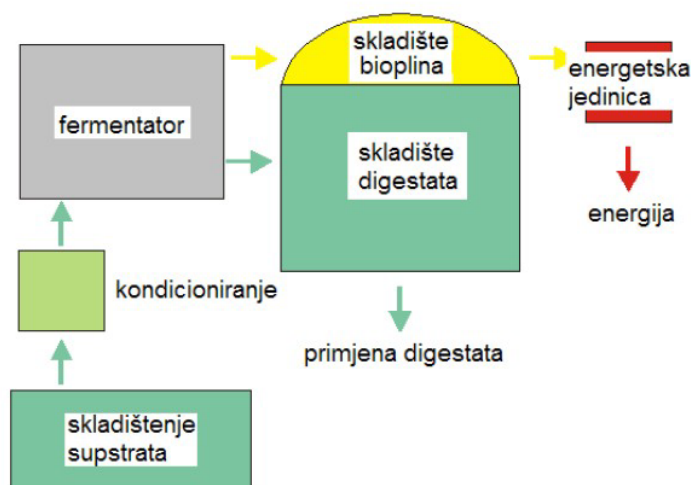 skladište
bioplina
energetska
jedinica
fermentator
skladište
digestata
energija
kondicioniranje
primjena digestata
skladištenje
supstrata